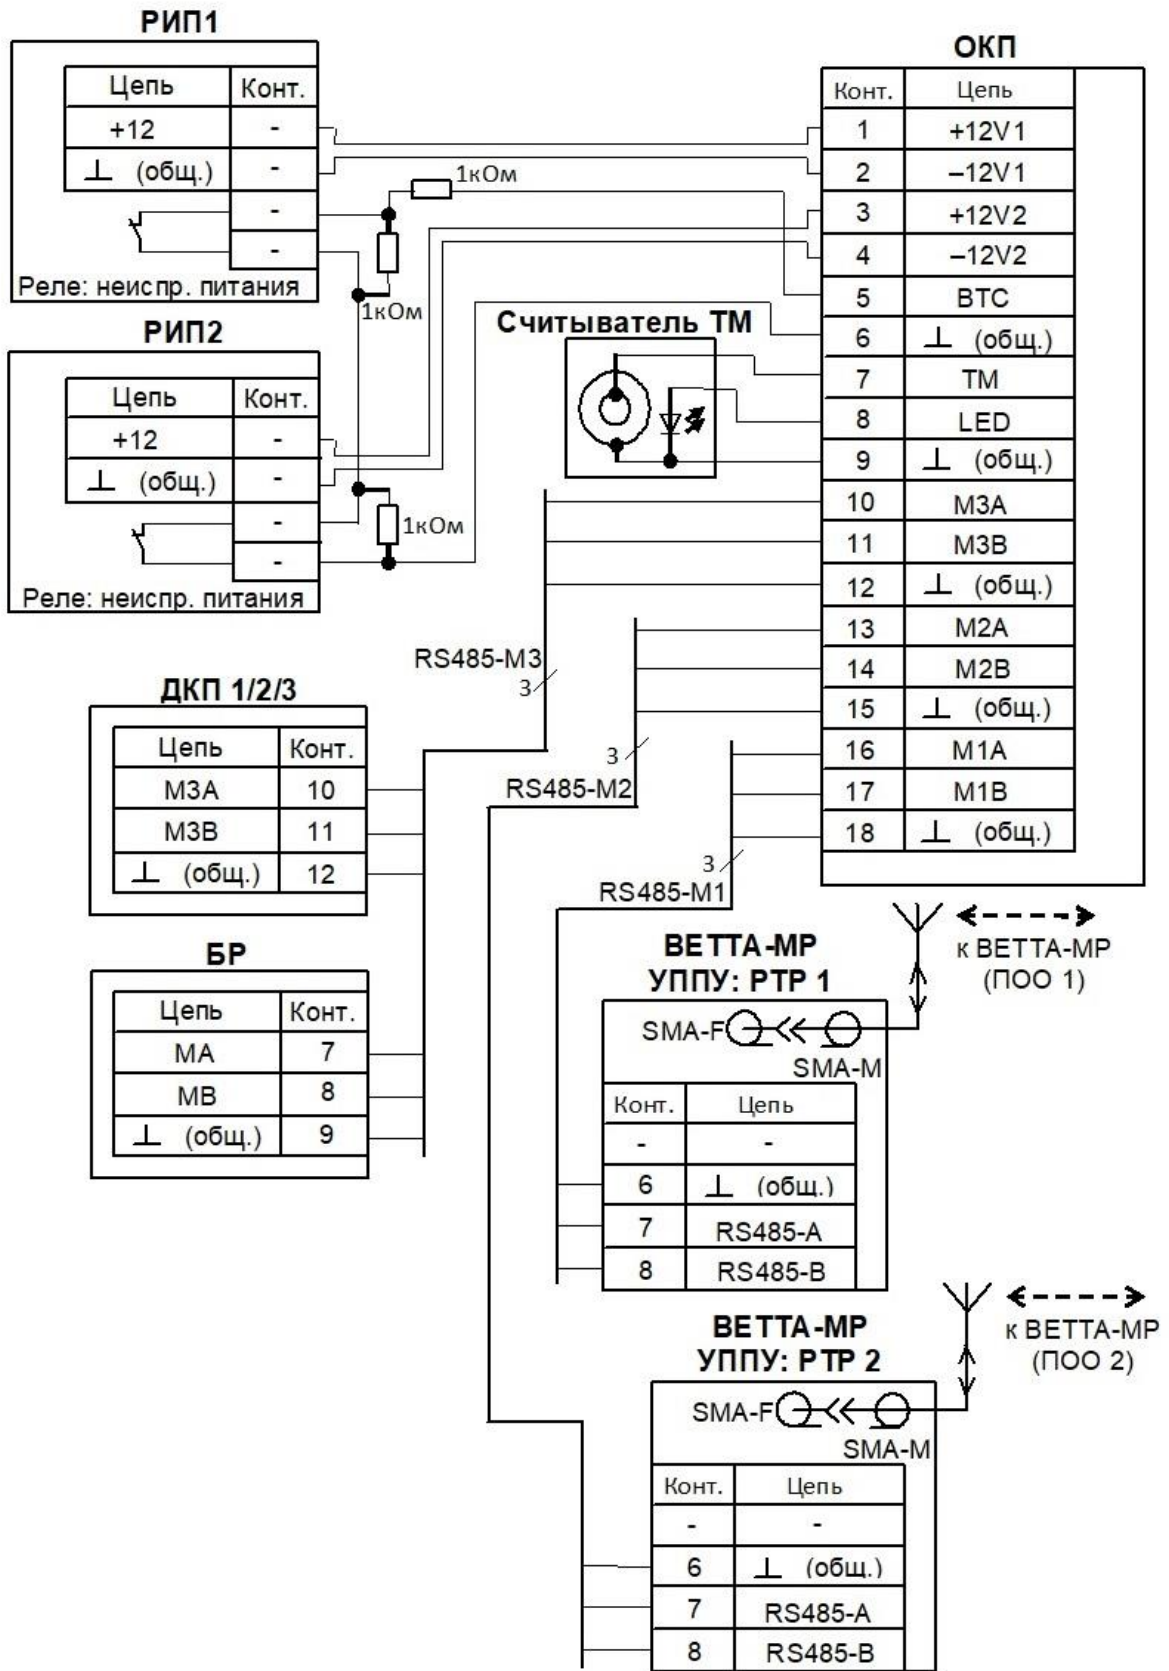 РИП1
Цепь Конт.
+12 -
⊥ (общ.) -
-
-
Реле: неиспр. питания
1кОм
1кОм
РИП2
Цепь Конт.
+12 -
⊥ (общ.) -
-
-
Реле: неиспр. питания
1кОм
Считыватель ТМ
ОКП
Конт. Цепь
1 +12V1
2 –12V1
3 +12V2
4 –12V2
5 ВТС
6 ⊥ (общ.)
7 ТМ
8 LED
9 ⊥ (общ.)
10 М3А
11 М3В
12 ⊥ (общ.)
13 М2А
14 М2В
15 ⊥ (общ.)
16 М1А
17 М1В
18 ⊥ (общ.)
RS485-М3
3
3
RS485-М2
3
RS485-М1
ДКП 1/2/3
Цепь Конт.
М3А 10
М3В 11
⊥ (общ.) 12
БР
Цепь Конт.
МА 7
МВ 8
⊥ (общ.) 9
ВЕТТА-МР
УППУ: РТР 1
SMA-F
SMA-M
к ВЕТТА-МР
(ПОО 1)
Конт. Цепь
- -
6 ⊥ (общ.)
7 RS485-A
8 RS485-B
ВЕТТА-МР
УППУ: РТР 2
SMA-F
SMA-M
к ВЕТТА-МР
(ПОО 2)
Конт. Цепь
- -
6 ⊥ (общ.)
7 RS485-A
8 RS485-B